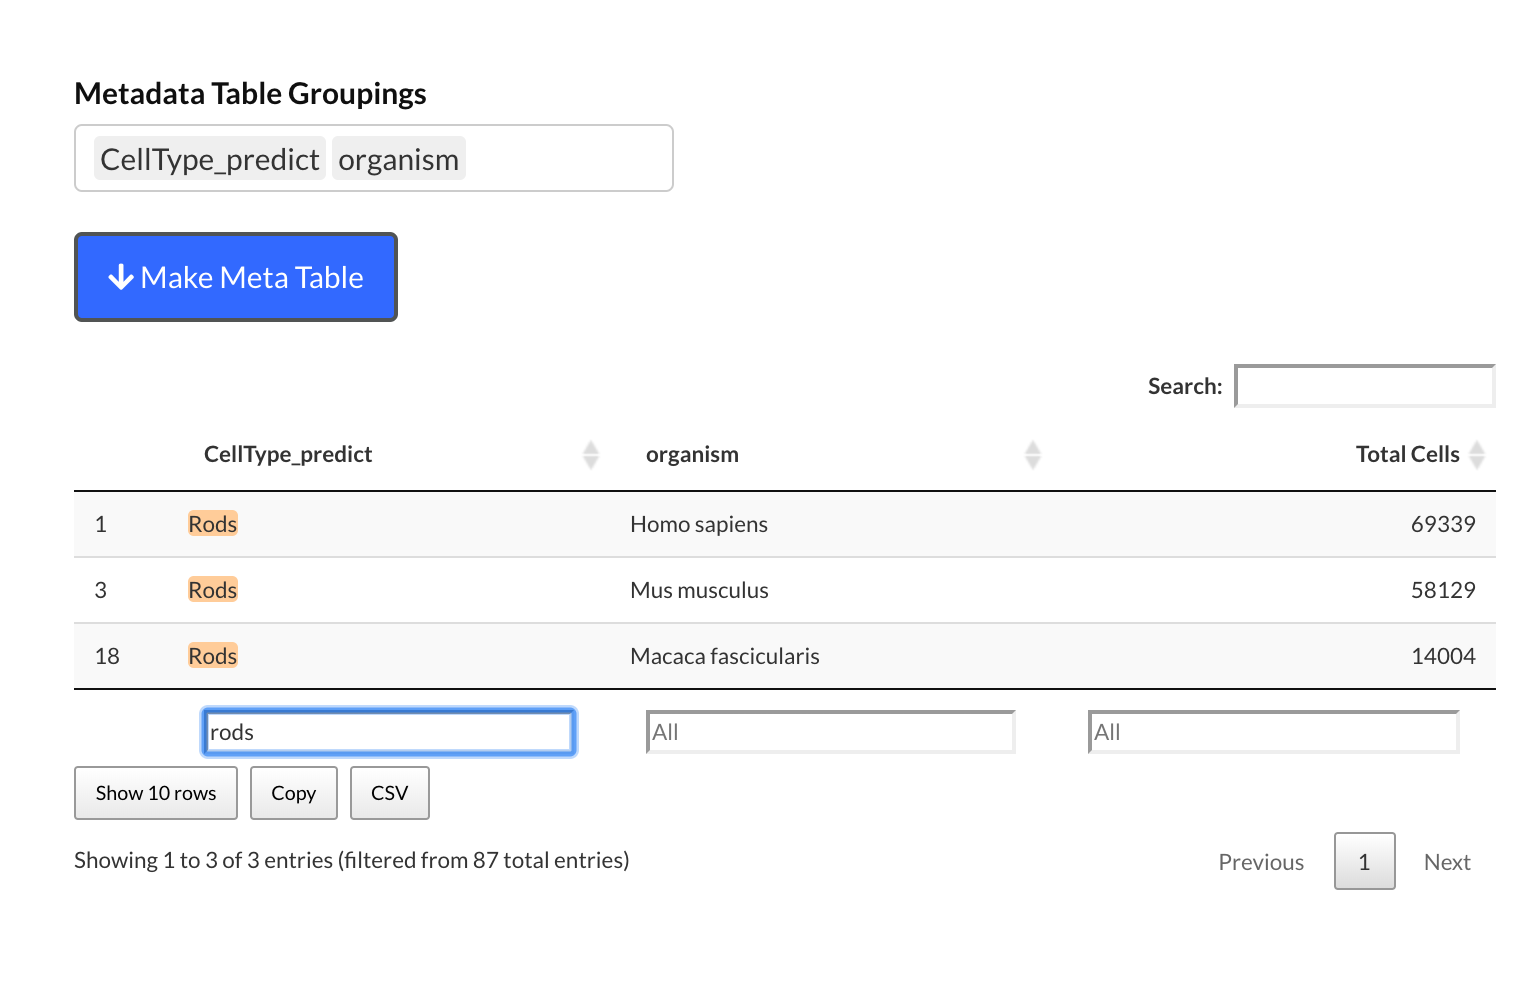 Metadata Table Groupings
CellType_predict organism
Make Meta Table
Search:
CellType_predict organism Total Cells
1 Rods Homo sapiens 69339
3 Rods Mus musculus 58129
18 Rods Macaca fascicularis 14004
rods All All
Show 10 rows Copy CSV
Showing 1 to 3 of 3 entries (filtered from 87 total entries) Previous 1 Next